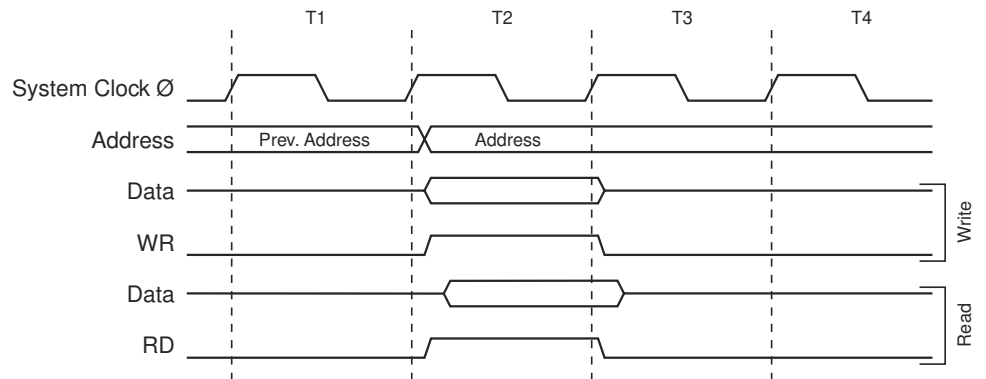 T1 T2 T3 T4
System Clock Ø
Address Prev. Address Address
Data
WR
Write
Data
RD
Read